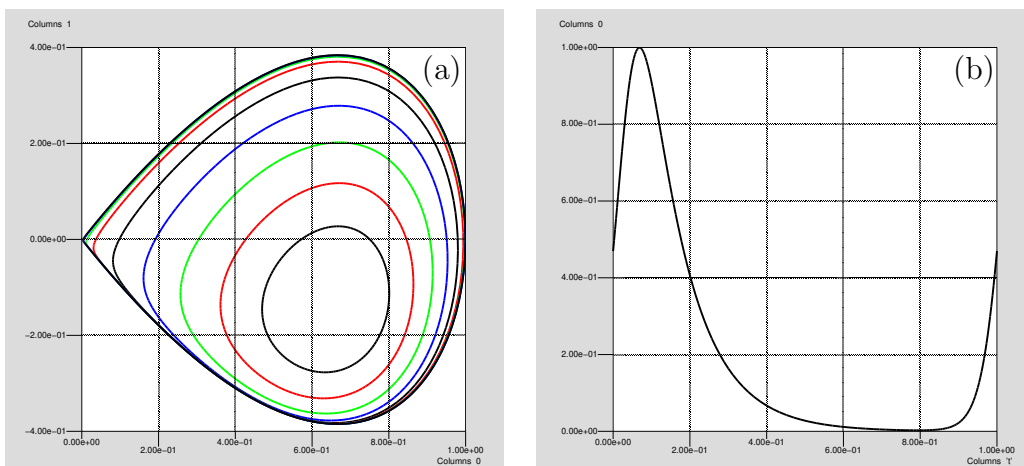 Columns 1
4.00e−01
(a)
2.00e−01
0.00e+00
−2.00e−01
−4.00e−01
0.00e+00
2.00e−01
4.00e−01
6.00e−01
8.00e−01
1.00e+00
Columns 0
Columns 0
1.00e+00
(b)
8.00e−01
6.00e−01
4.00e−01
2.00e−01
0.00e+00
0.00e+00
2.00e−01
4.00e−01
6.00e−01
8.00e−01
1.00e+00
Columns 't'